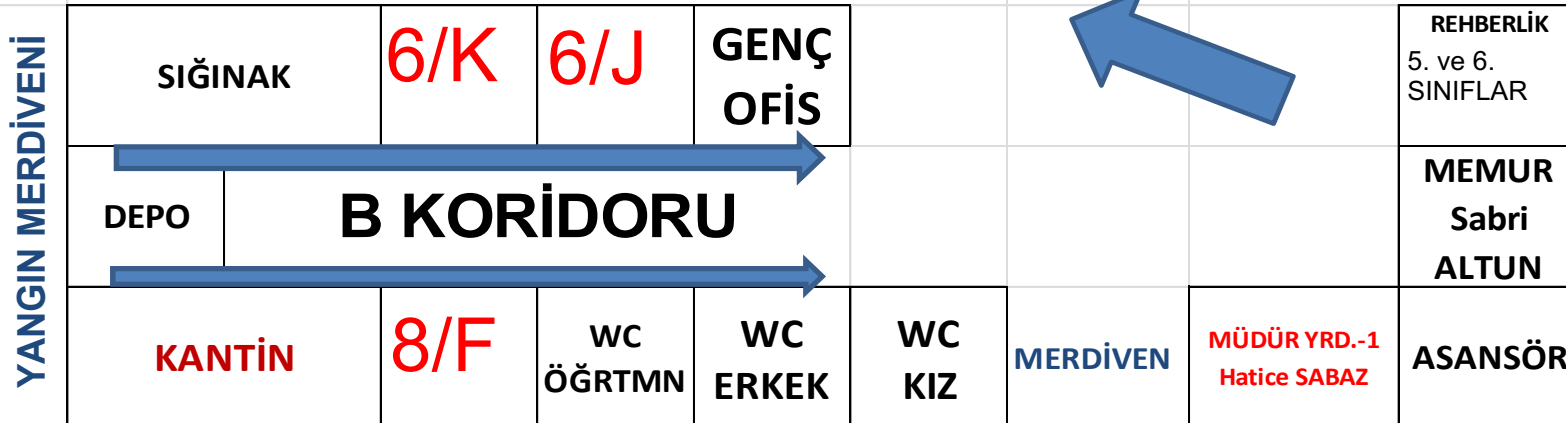 YANGIN MERDİVENİ
SIĞINAK
6/K
6/J
GENÇ
OFİS
REHBERLİK
5. ve 6.
SINIFLAR
DEPO
B KORİDORU
MEMUR
Sabri
ALTUN
KANTİN
8/F
WC
ÖĞRTMN
WC
ERKEK
WC
KIZ
MERDİVEN
MÜDÜR YRD.-1
Hatice SABAZ
ASANSÖR